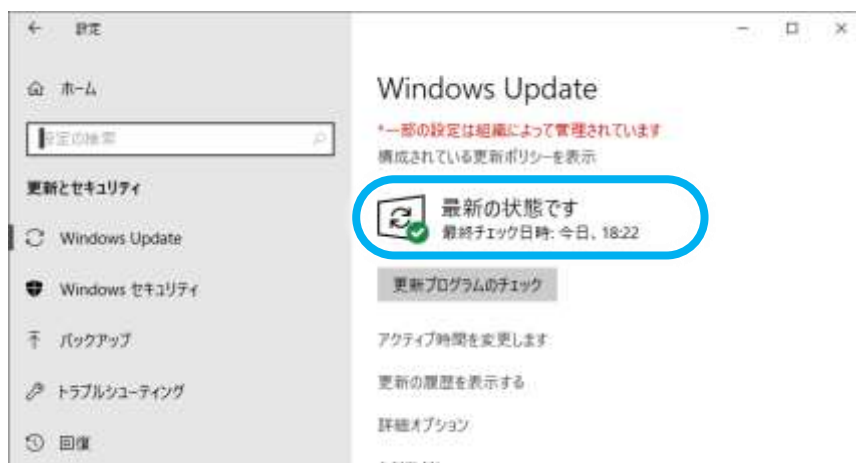 設定
ホーム
設定の検索
更新とセキュリティ
Windows Update
Windows セキュリティ
バックアップ
トラブルシューティング
回復
Windows Update
*一部の設定は組織によって管理されています
構成されている更新ポリシーを表示
最新の状態です
最終チェック日時: 今日、18:22
更新プログラムのチェック
アクティブ時間を変更します
更新の履歴を表示する
詳細オプション